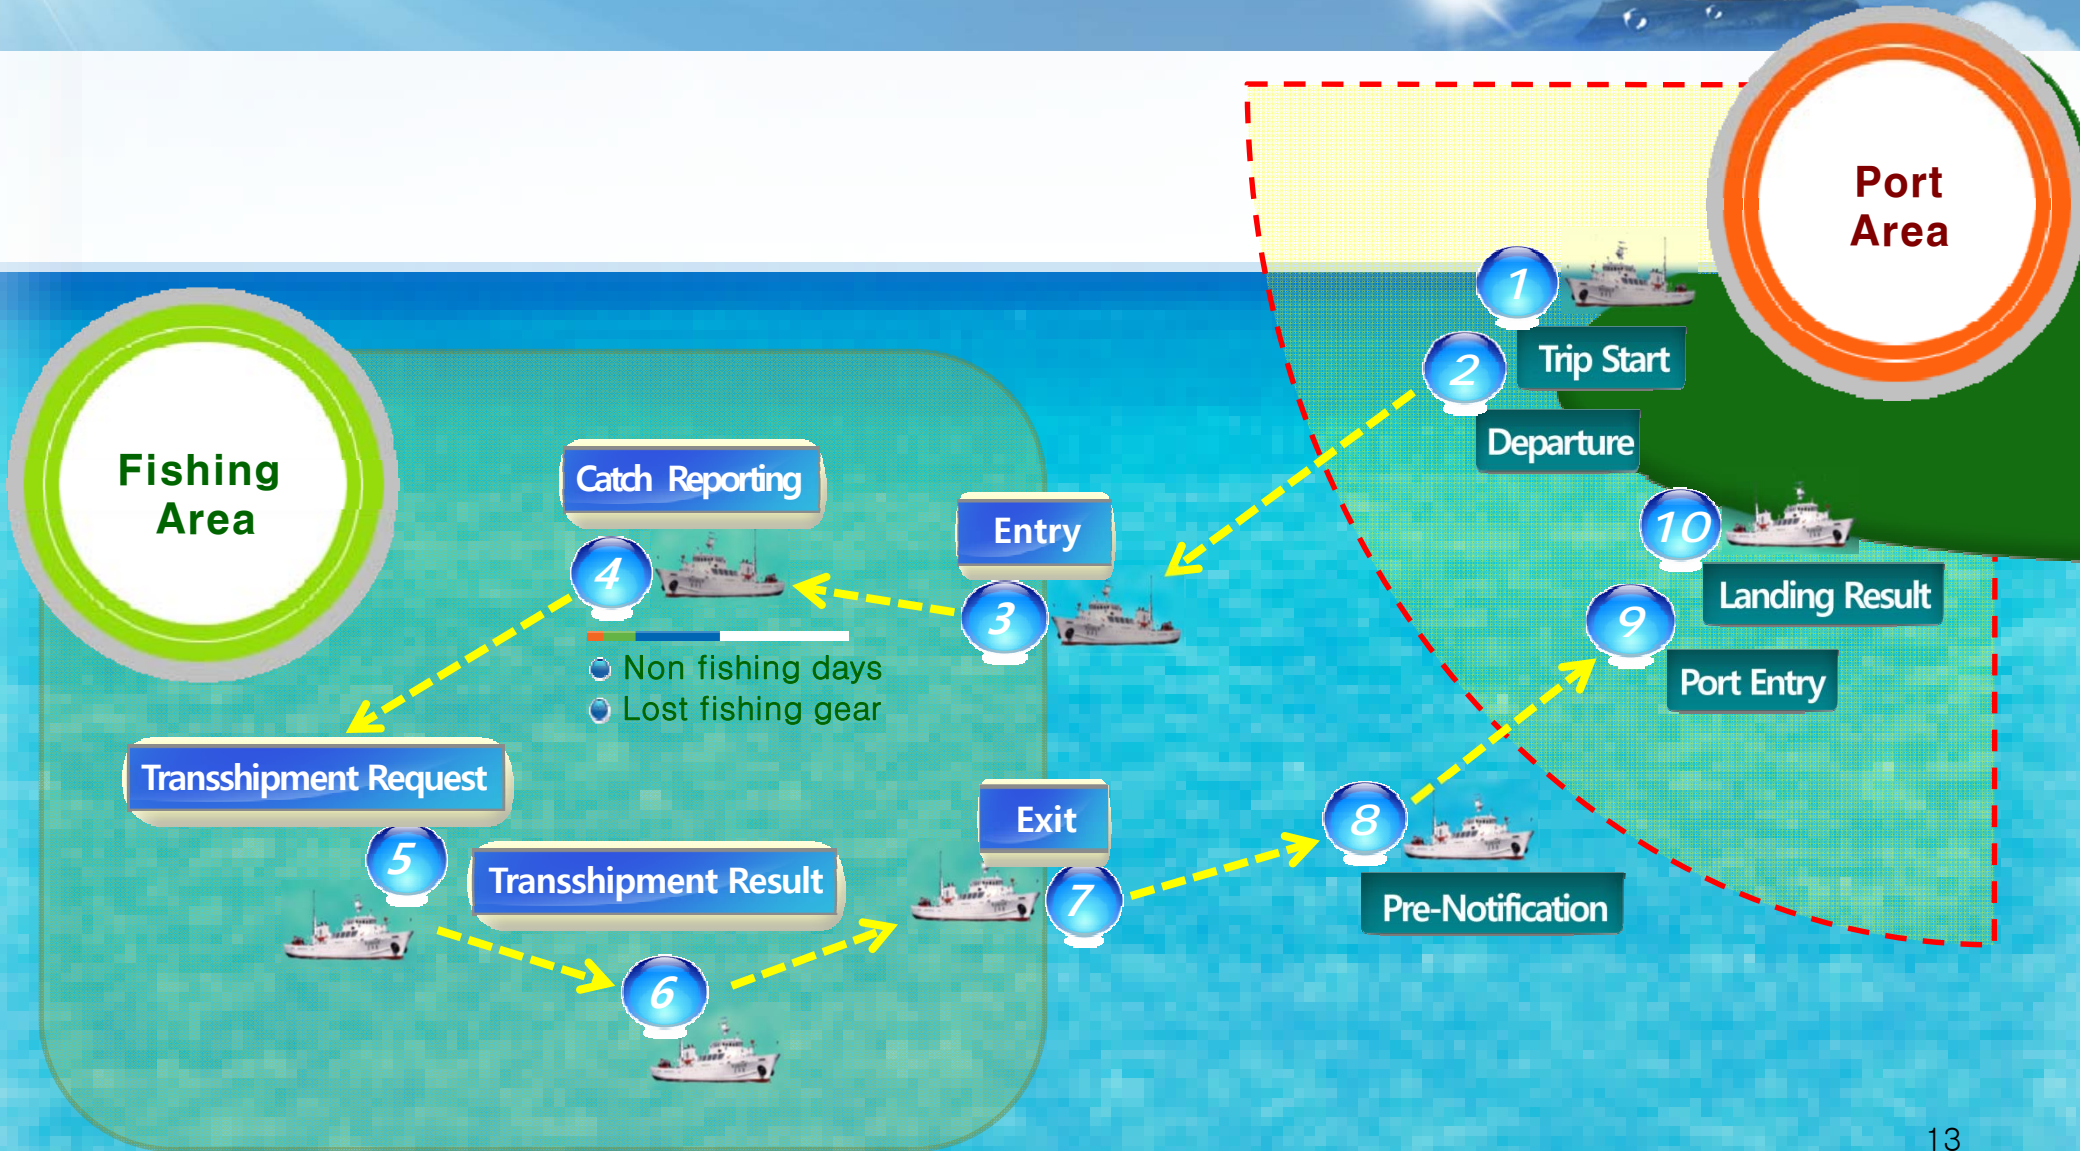 Port
Area
1
Trip Start
2
Departure
Fishing
Area
Catch Reporting
4
Entry
3
10
Landing Result
9
Port Entry
Non fishing days
Lost fishing gear
Transshipment Request
5
Transshipment Result
6
Exit
7
8
Pre-Notification
13